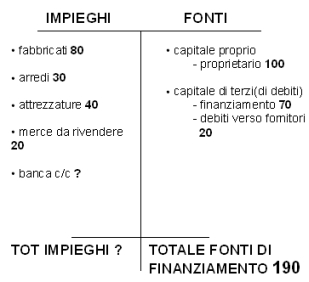 IMPIEGHI
• fabbricati 80
• arredi 30
• attrezzature 40
• merce da rivendere
20
• banca c/c ?
TOT IMPIEGHI ?
FONTI
• capitale proprio
- proprietario 100
• capitale di terzi(di debiti)
- finanziamento 70
- debiti verso fornitori
20
TOTALE FONTI DI
FINANZIAMENTO 190